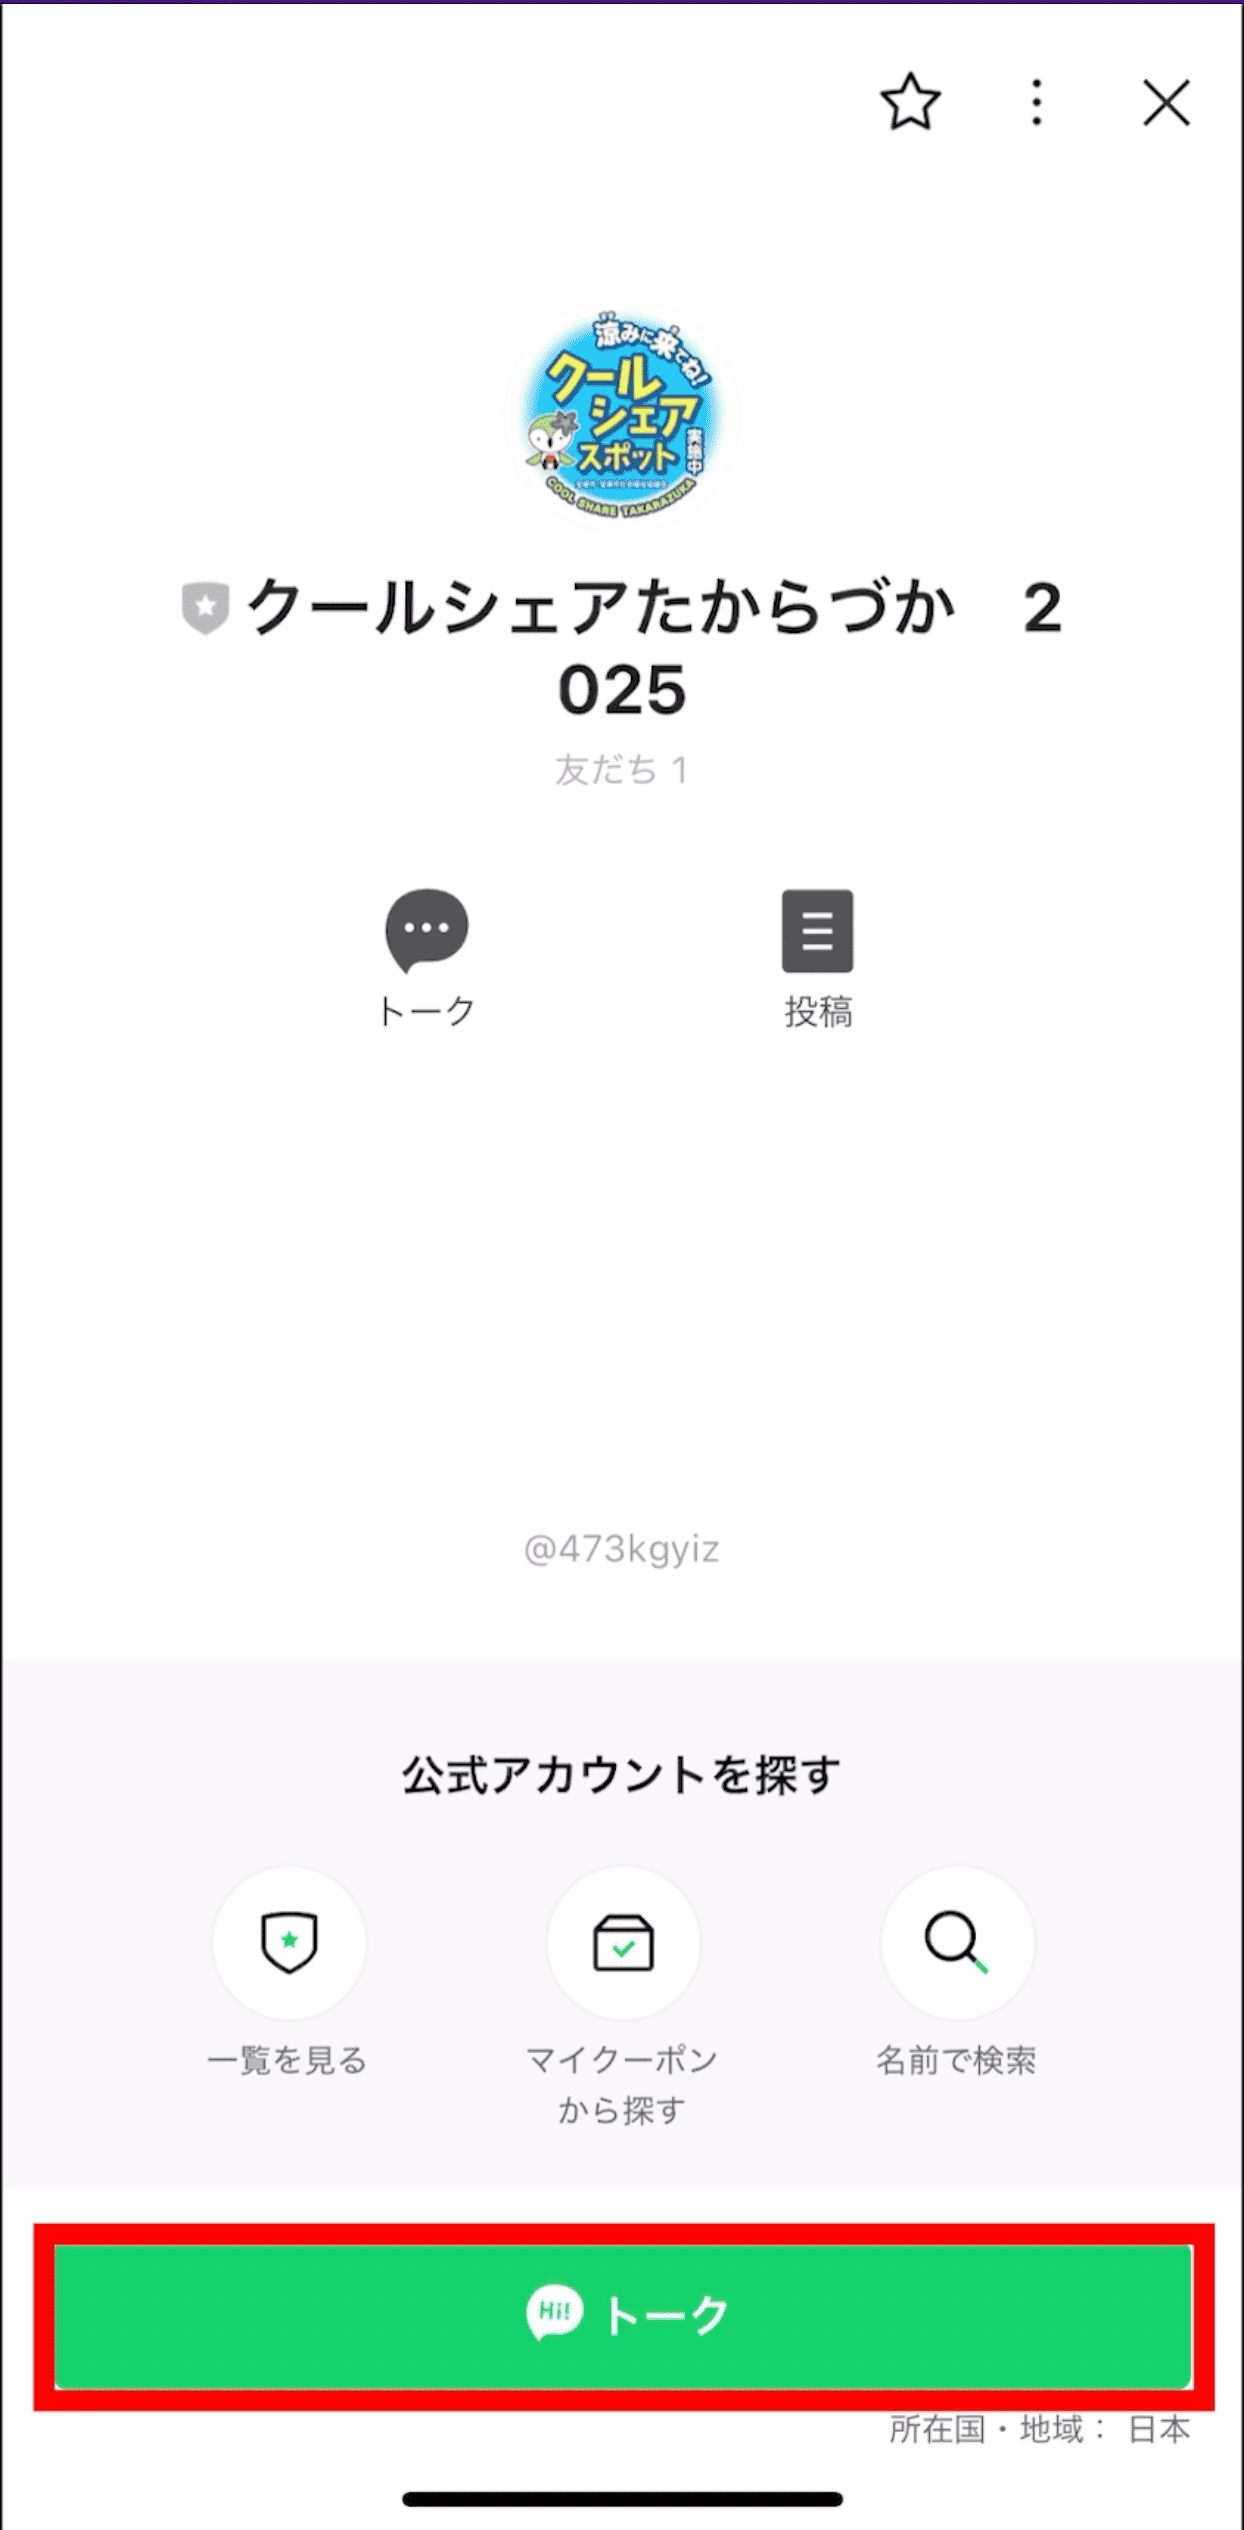 涼みに来てね!
クール
シェア
スポット
実施中
COOL SHARE TAKARAZUKA
クールシェアたからづか　2
025
友だち 1
トーク
投稿
@473kgyiz
公式アカウントを探す
一覧を見る
マイクーポン
から探す
名前で検索
Hi! トーク
所在国・地域： 日本